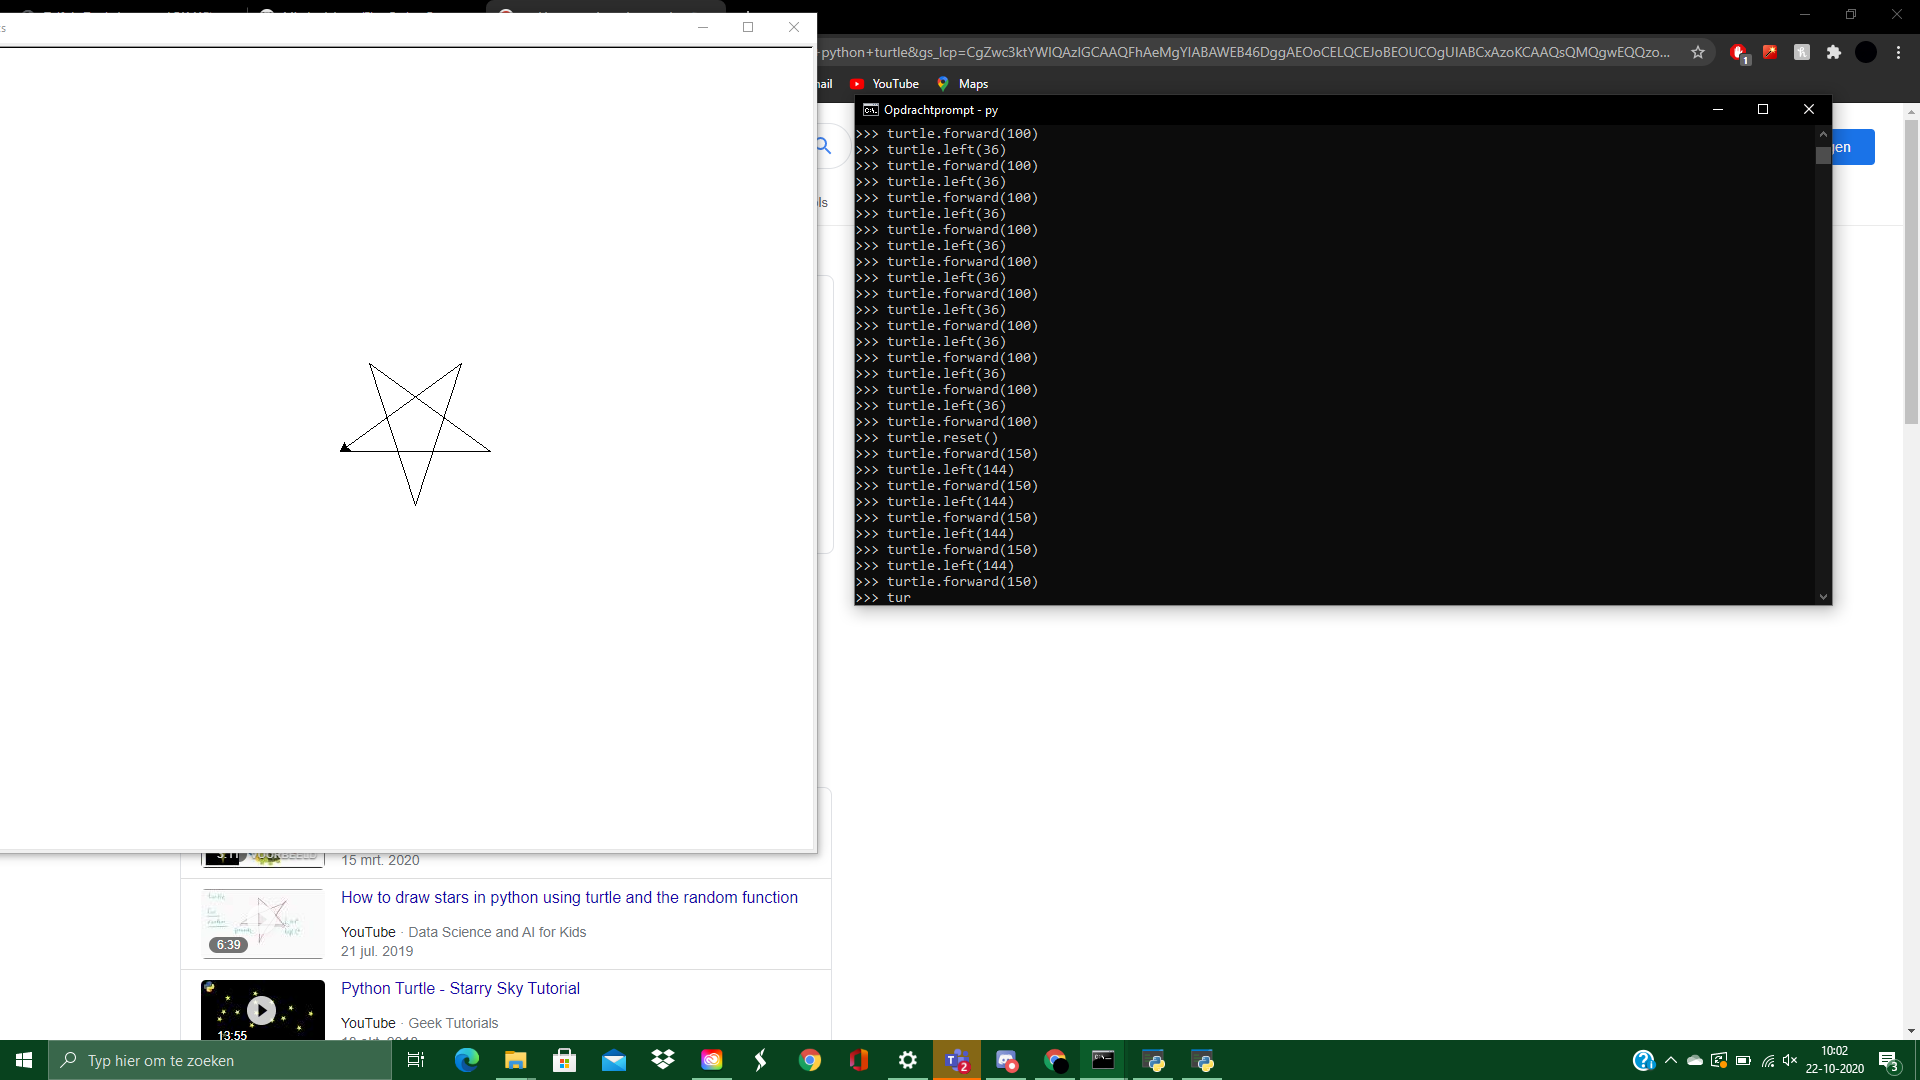 -python+turtle&gs_lcp=CgZwc3ktYWIQAzIGCAAQFhAeMgYIABAWEB46DggAEOoCELQCEJoBEOUCOgUIABCxAzoKCAAQsQMQgwEQQzo...
1
mail
YouTube
Maps
Opdrachtprompt - py
gen
ols
>>> turtle.forward(100)
>>> turtle.left(36)
>>> turtle.forward(100)
>>> turtle.left(36)
>>> turtle.forward(100)
>>> turtle.left(36)
>>> turtle.forward(100)
>>> turtle.left(36)
>>> turtle.forward(100)
>>> turtle.left(36)
>>> turtle.forward(100)
>>> turtle.left(36)
>>> turtle.forward(100)
>>> turtle.left(36)
>>> turtle.forward(100)
>>> turtle.left(36)
>>> turtle.forward(100)
>>> turtle.left(36)
>>> turtle.forward(100)
>>> turtle.reset()
>>> turtle.forward(150)
>>> turtle.left(144)
>>> turtle.forward(150)
>>> turtle.left(144)
>>> turtle.forward(150)
>>> turtle.left(144)
>>> turtle.forward(150)
>>> turtle.left(144)
>>> turtle.forward(150)
>>> tur
15 mrt. 2020
How to draw stars in python using turtle and the random function
YouTube · Data Science and AI for Kids
21 jul. 2019
6:39
Python Turtle - Starry Sky Tutorial
YouTube · Geek Tutorials
13:55
Typ hier om te zoeken
2
10:02
22-10-2020
3